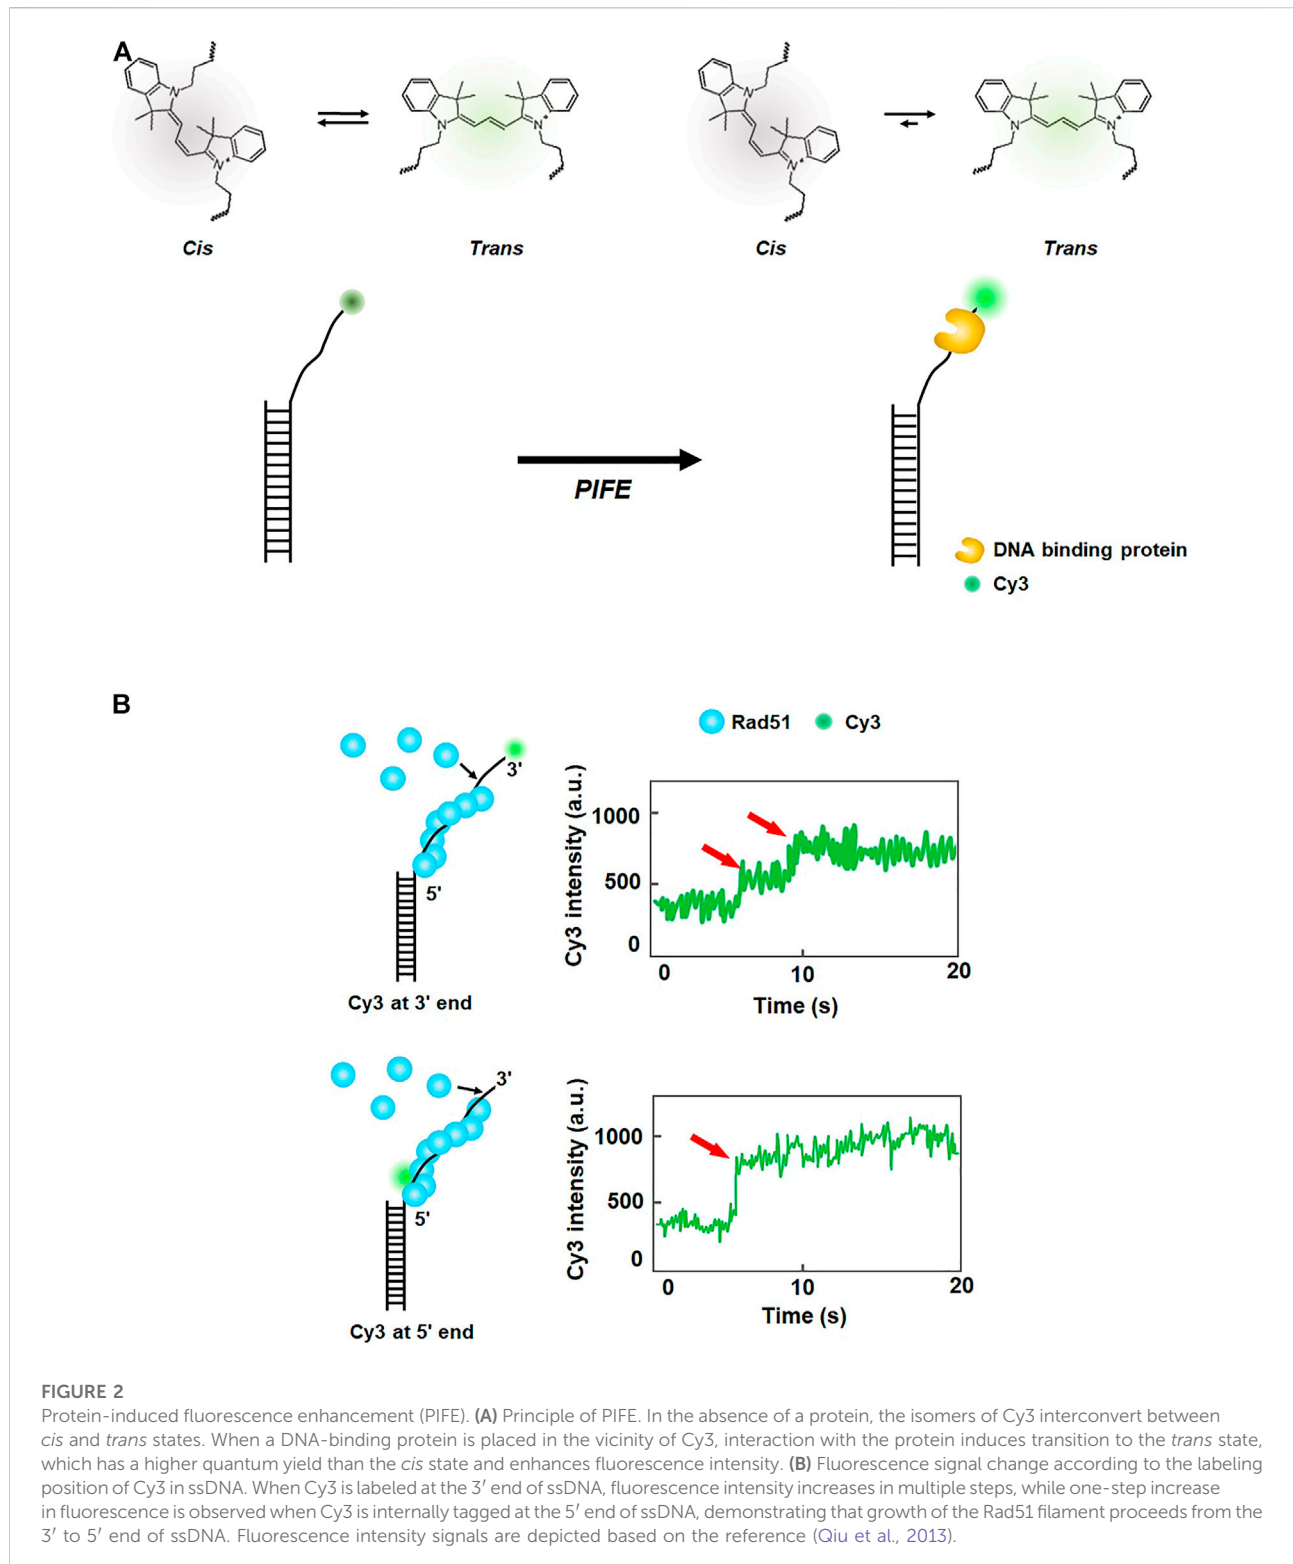 A
N
N+
N
N+
N
N+
N
N+
Cis
Trans
Cis
Trans
PIFE
DNA binding protein
Cy3
B
Rad51
Cy3
3'
5'
Cy3 at 3' end
Cy3 intensity (a.u.)
1000
500
0
0
10
20
Time (s)
3'
5'
Cy3 at 5' end
Cy3 intensity (a.u.)
1000
500
0
0
10
20
Time (s)
FIGURE 2
Protein-induced fluorescence enhancement (PIFE). (A) Principle of PIFE. In the absence of a protein, the isomers of Cy3 interconvert between
cis and trans states. When a DNA-binding protein is placed in the vicinity of Cy3, interaction with the protein induces transition to the trans state,
which has a higher quantum yield than the cis state and enhances fluorescence intensity. (B) Fluorescence signal change according to the labeling
position of Cy3 in ssDNA. When Cy3 is labeled at the 3′ end of ssDNA, fluorescence intensity increases in multiple steps, while one-step increase
in fluorescence is observed when Cy3 is internally tagged at the 5′ end of ssDNA, demonstrating that growth of the Rad51 filament proceeds from the
3′ to 5′ end of ssDNA. Fluorescence intensity signals are depicted based on the reference (Qiu et al., 2013).